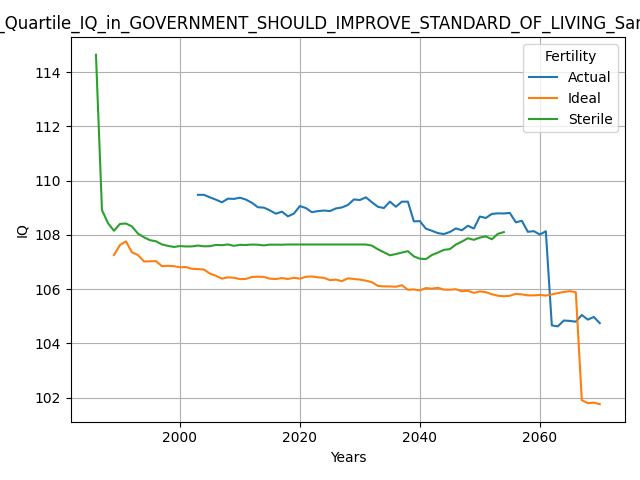 _Quartile_IQ_in_GOVERNMENT_SHOULD_IMPROVE_STANDARD_OF_LIVING_Sar
Fertility
Actual
Ideal
Sterile
IQ
114
112
110
108
106
104
102
2000
2020
2040
2060
Years